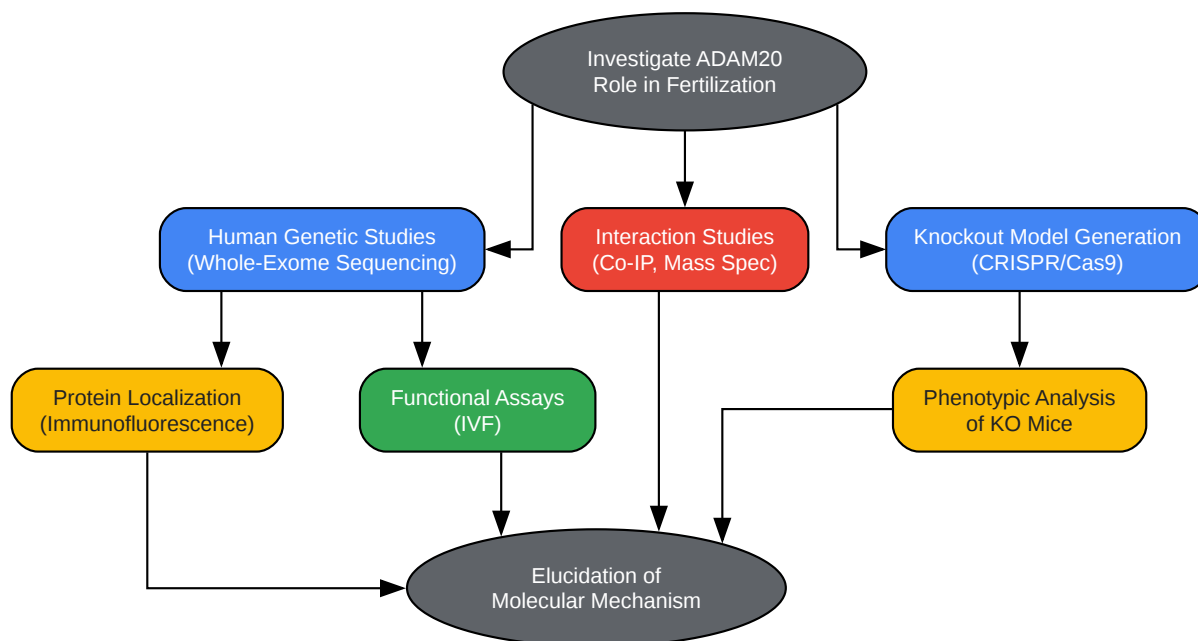 Investigate ADAM20
Role in Fertilization
Human Genetic Studies
(Whole-Exome Sequencing)
Interaction Studies
(Co-IP, Mass Spec)
Knockout Model Generation
(CRISPR/Cas9)
Protein Localization
(Immunofluorescence)
Functional Assays
(IVF)
Phenotypic Analysis
of KO Mice
Elucidation of
Molecular Mechanism